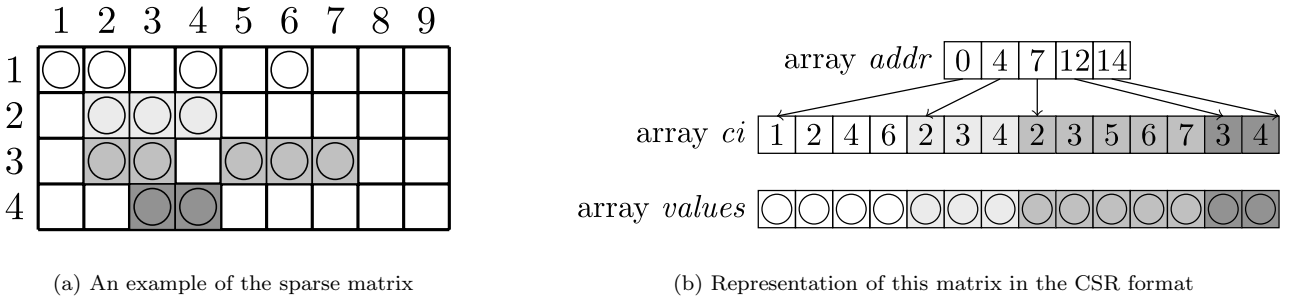 1 2 3 4 5 6 7 8 9
1
2
3
4
array addr 0 4 7 12 14
array ci 1 2 4 6 2 3 4 2 3 5 6 7 3 4
array values
(a) An example of the sparse matrix
(b) Representation of this matrix in the CSR format